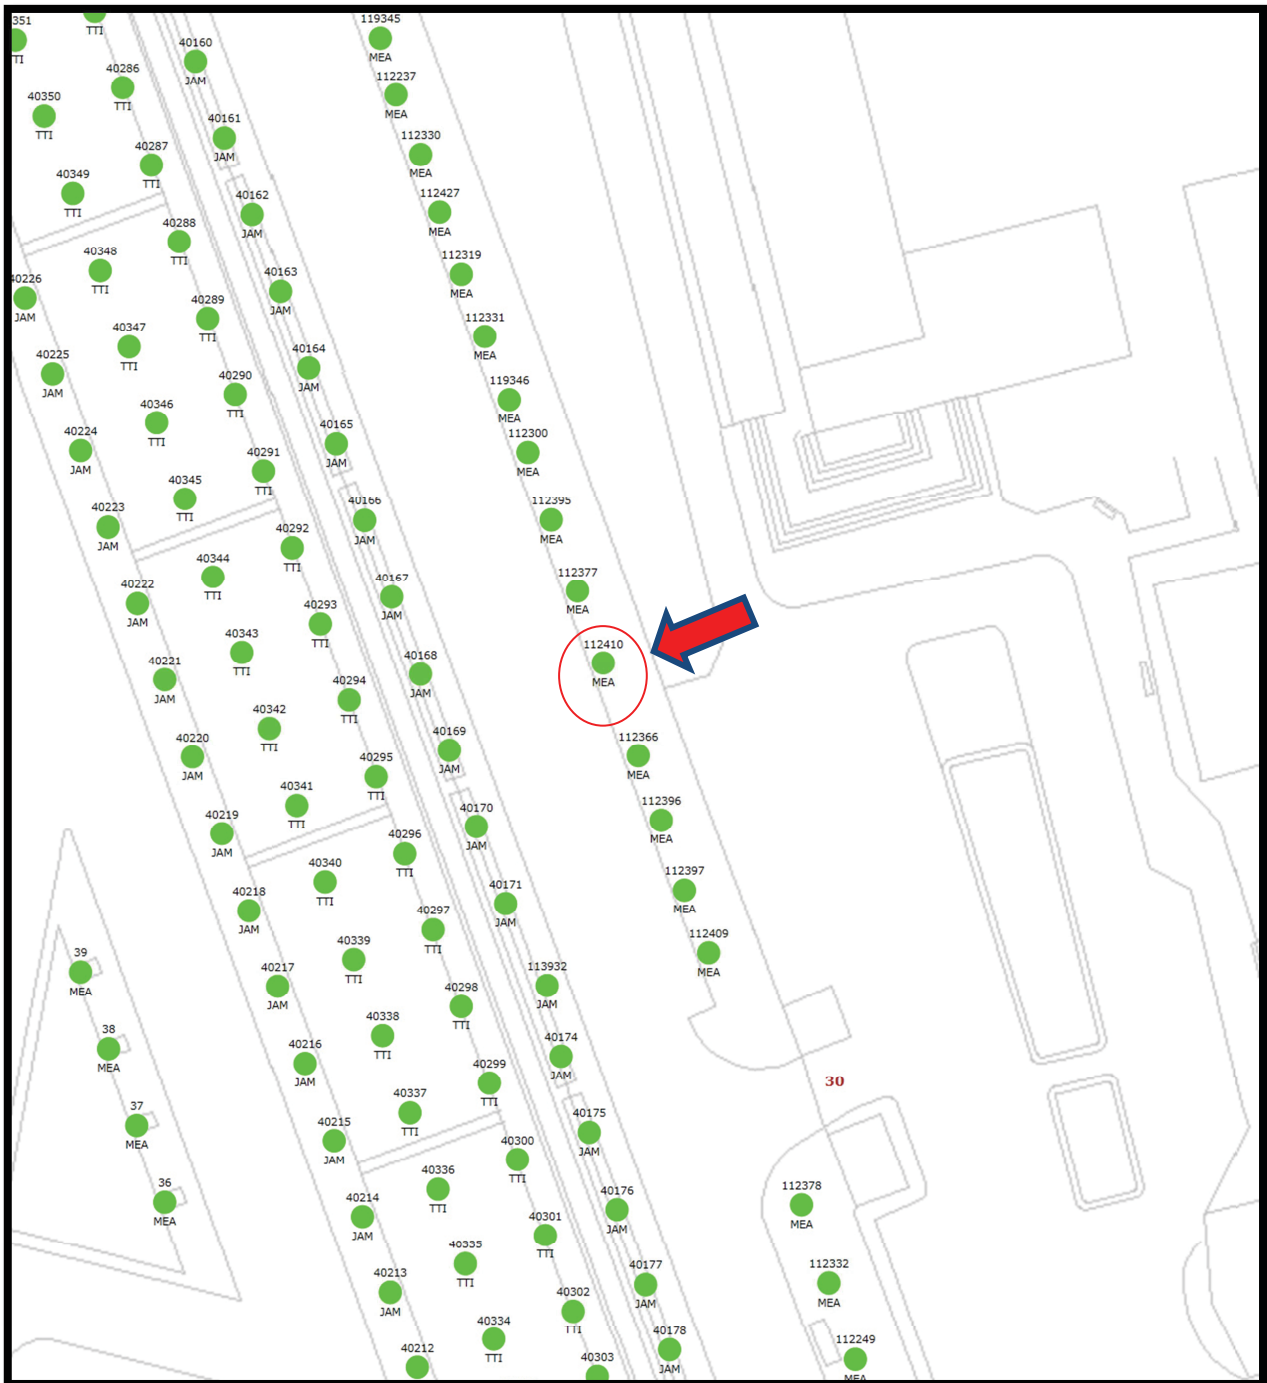 351
TI
TTI
40286
TTI
40350
TTI
40287
TTI
40349
TTI
40288
TTI
40348
TTI
40226
JAM
40289
TTI
40347
TTI
40225
JAM
40290
TTI
40346
TTI
40224
JAM
40291
TTI
40345
TTI
40223
JAM
40292
TTI
40344
TTI
40222
JAM
40293
TTI
40343
TTI
40221
JAM
40294
TTI
40342
TTI
40220
JAM
40295
TTI
40341
TTI
40219
JAM
40296
TTI
40340
TTI
40218
JAM
40297
TTI
40339
TTI
40217
JAM
40298
TTI
40338
TTI
40216
JAM
40299
TTI
40337
TTI
40215
JAM
40300
TTI
40336
TTI
40214
JAM
40301
TTI
40335
TTI
40213
JAM
40302
TTI
40334
TTI
40212
40303
39
MEA
38
MEA
37
MEA
36
MEA
40160
JAM
40161
JAM
40162
JAM
40163
JAM
40164
JAM
40165
JAM
40166
JAM
40167
JAM
40168
JAM
40169
JAM
40170
JAM
40171
JAM
113932
JAM
40174
JAM
40175
JAM
40176
JAM
40177
JAM
40178
JAM
119345
MEA
112237
MEA
112330
MEA
112427
MEA
112319
MEA
112331
MEA
119346
MEA
112300
MEA
112395
MEA
112377
MEA
112410
MEA
112366
MEA
112396
MEA
112397
MEA
112409
MEA
30
112378
MEA
112332
MEA
112249
MEA